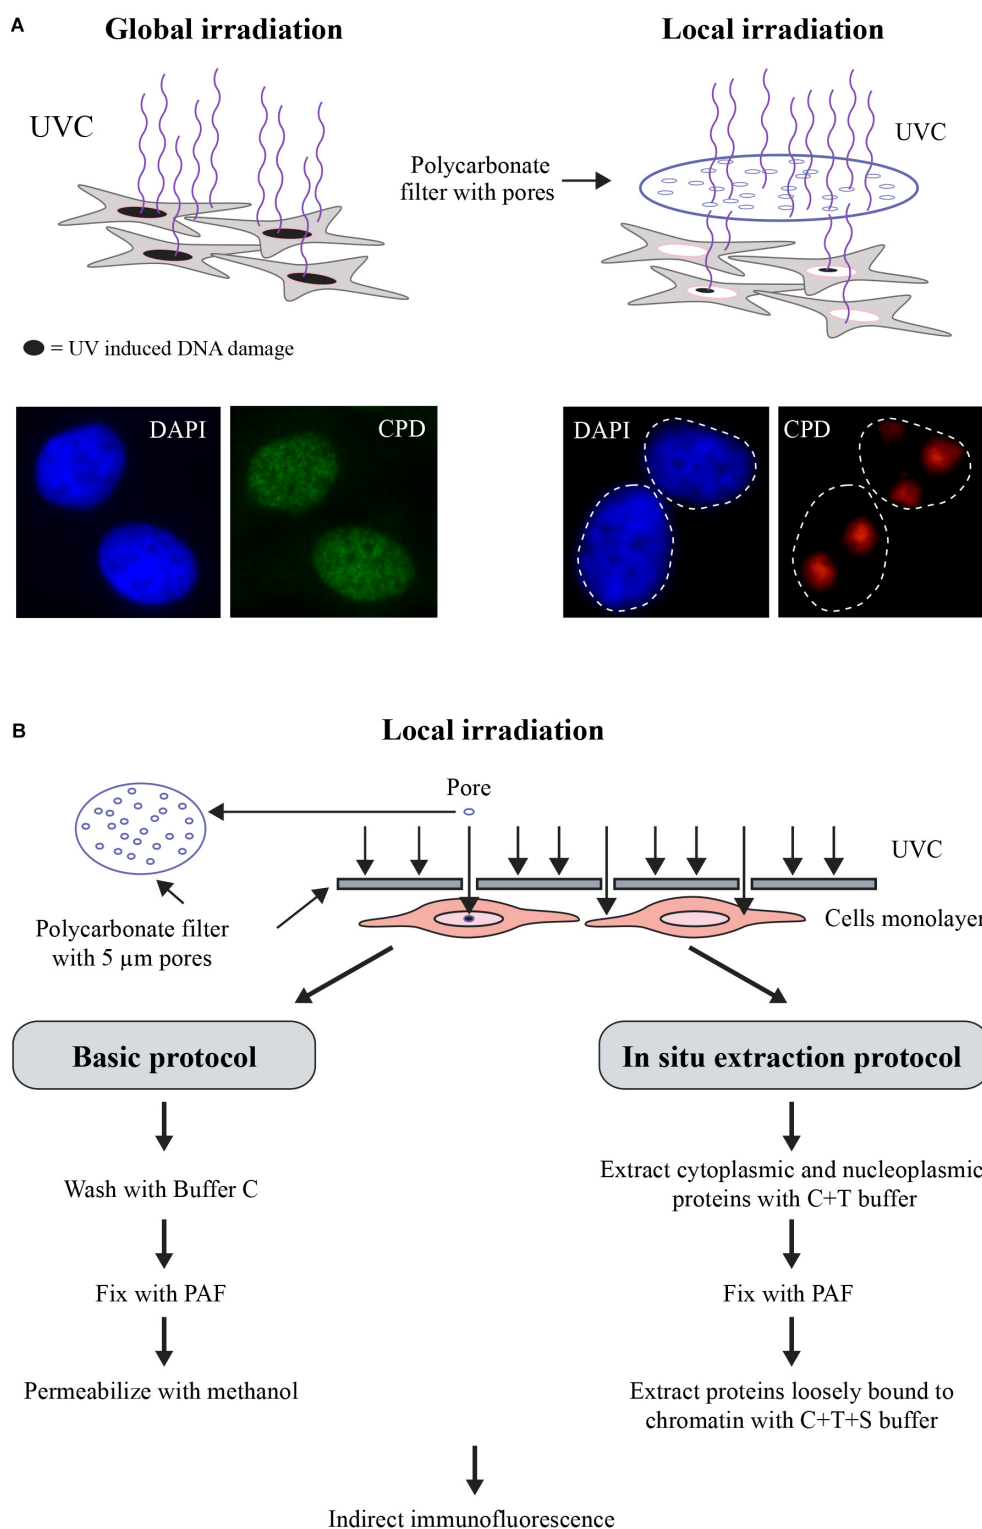 A
Global irradiation
Local irradiation
UVC
UVC
Polycarbonate
filter with pores
= UV induced DNA damage
DAPI
CPD
DAPI
CPD
B
Local irradiation
Pore
UVC
Polycarbonate filter
with 5 µm pores
Cells monolayer
Basic protocol
In situ extraction protocol
Wash with Buffer C
Extract cytoplasmic and nucleoplasmic
proteins with C+T buffer
Fix with PAF
Fix with PAF
Permeabilize with methanol
Extract proteins loosely bound to
chromatin with C+T+S buffer
Indirect immunofluorescence